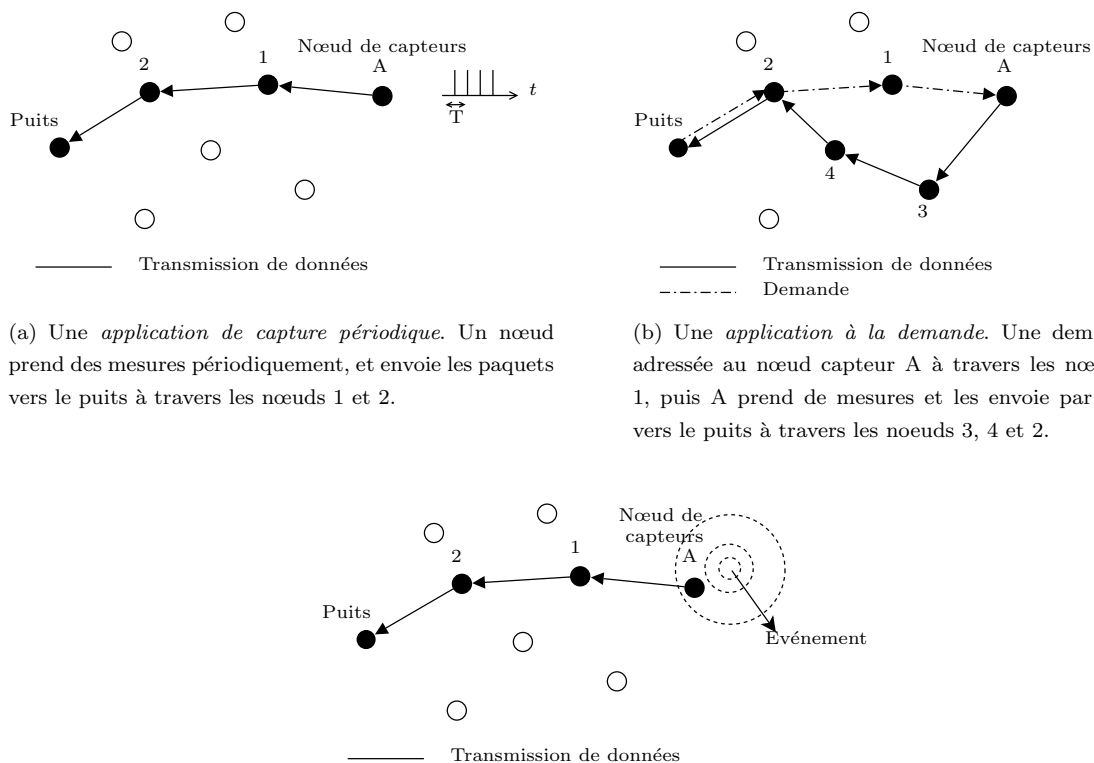 Nœud de capteurs
A
1
2
Puits
T
t
Transmission de données
(a) Une application de capture périodique. Un nœud
prend des mesures périodiquement, et envoie les paquets
vers le puits à travers les nœuds 1 et 2.
Nœud de capteurs
A
1
2
Puits
4
3
Transmission de données
Demande
(b) Une application à la demande. Une dem
adressée au nœud capteur A à travers les nœ
1, puis A prend de mesures et les envoie par
vers le puits à travers les noeuds 3, 4 et 2.
Nœud de
capteurs
A
1
2
Puits
Evénement
Transmission de données